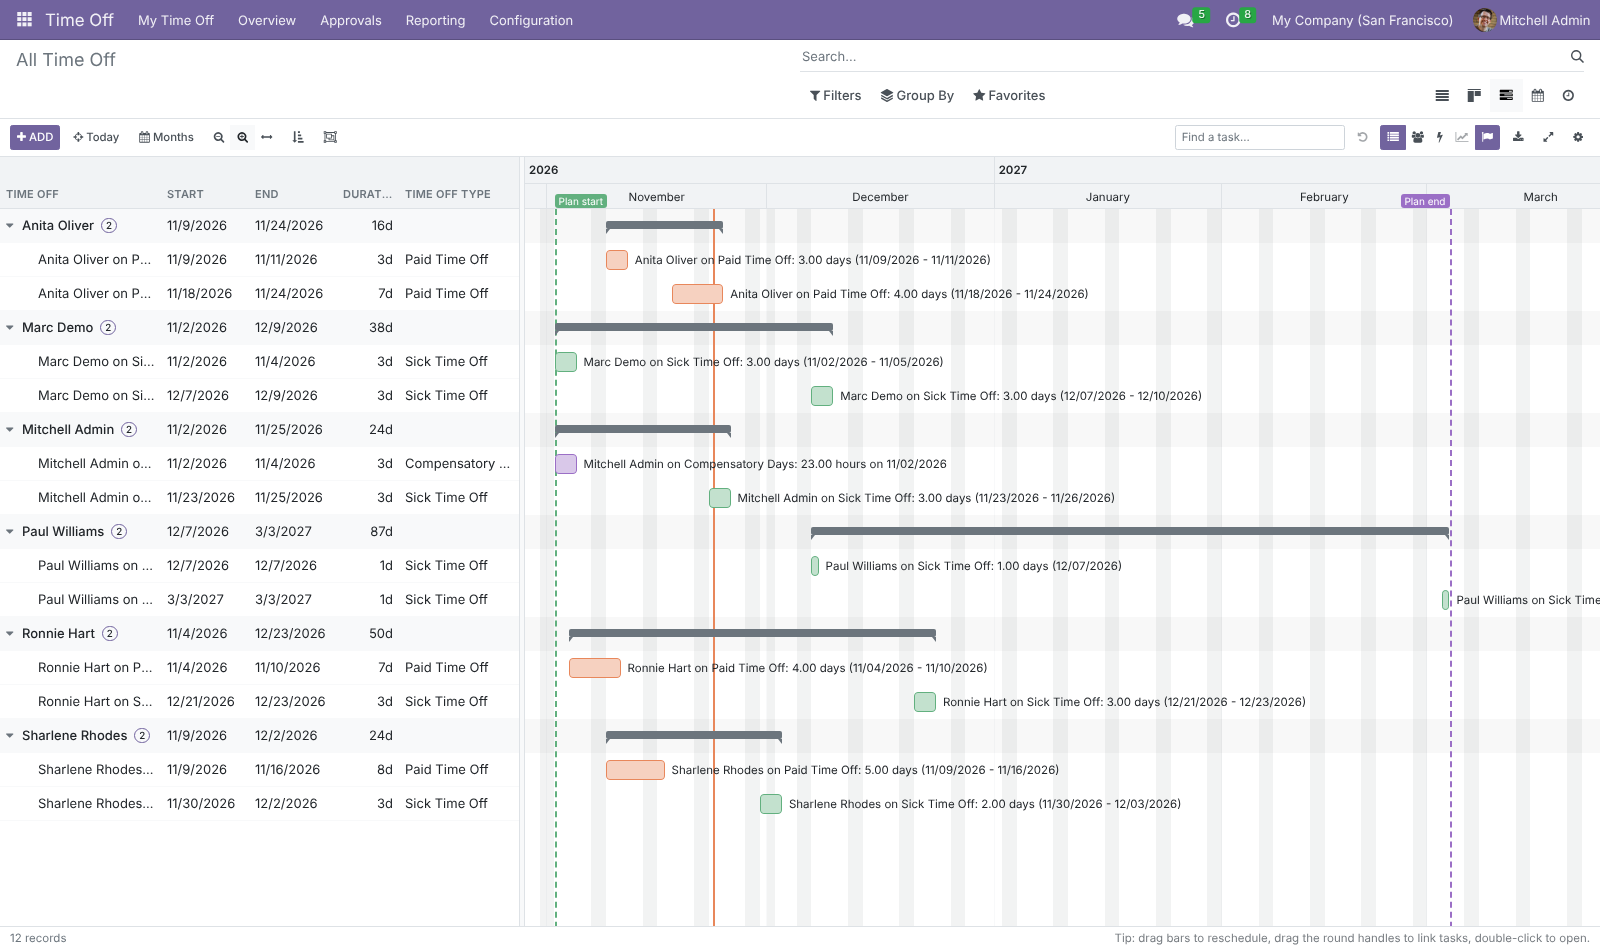 Time Off My Time Off Overview Approvals Reporting Configuration 5 8 My Company (San Francisco) Mitchell Admin
All Time Off
Search...
Filters Group By Favorites
ADD Today Months Find a task...
2026 2027
TIME OFF START END DURAT... TIME OFF TYPE
Plan start November December January February Plan end March
Anita Oliver 2 11/9/2026 11/24/2026 16d
Anita Oliver on P... 11/9/2026 11/11/2026 3d Paid Time Off Anita Oliver on Paid Time Off: 3.00 days (11/09/2026 - 11/11/2026)
Anita Oliver on P... 11/18/2026 11/24/2026 7d Paid Time Off Anita Oliver on Paid Time Off: 4.00 days (11/18/2026 - 11/24/2026)
Marc Demo 2 11/2/2026 12/9/2026 38d
Marc Demo on Si... 11/2/2026 11/4/2026 3d Sick Time Off Marc Demo on Sick Time Off: 3.00 days (11/02/2026 - 11/05/2026)
Marc Demo on Si... 12/7/2026 12/9/2026 3d Sick Time Off Marc Demo on Sick Time Off: 3.00 days (12/07/2026 - 12/10/2026)
Mitchell Admin 2 11/2/2026 11/25/2026 24d
Mitchell Admin o... 11/2/2026 11/4/2026 3d Compensatory ... Mitchell Admin on Compensatory Days: 23.00 hours on 11/02/2026
Mitchell Admin o... 11/23/2026 11/25/2026 3d Sick Time Off Mitchell Admin on Sick Time Off: 3.00 days (11/23/2026 - 11/26/2026)
Paul Williams 2 12/7/2026 3/3/2027 87d
Paul Williams on ... 12/7/2026 12/7/2026 1d Sick Time Off Paul Williams on Sick Time Off: 1.00 days (12/07/2026)
Paul Williams on ... 3/3/2027 3/3/2027 1d Sick Time Off Paul Williams on Sick Time
Ronnie Hart 2 11/4/2026 12/23/2026 50d
Ronnie Hart on P... 11/4/2026 11/10/2026 7d Paid Time Off Ronnie Hart on Paid Time Off: 4.00 days (11/04/2026 - 11/10/2026)
Ronnie Hart on S... 12/21/2026 12/23/2026 3d Sick Time Off Ronnie Hart on Sick Time Off: 3.00 days (12/21/2026 - 12/23/2026)
Sharlene Rhodes 2 11/9/2026 12/2/2026 24d
Sharlene Rhodes... 11/9/2026 11/16/2026 8d Paid Time Off Sharlene Rhodes on Paid Time Off: 5.00 days (11/09/2026 - 11/16/2026)
Sharlene Rhodes... 11/30/2026 12/2/2026 3d Sick Time Off Sharlene Rhodes on Sick Time Off: 2.00 days (11/30/2026 - 12/03/2026)
12 records Tip: drag bars to reschedule, drag the round handles to link tasks, double-click to open.